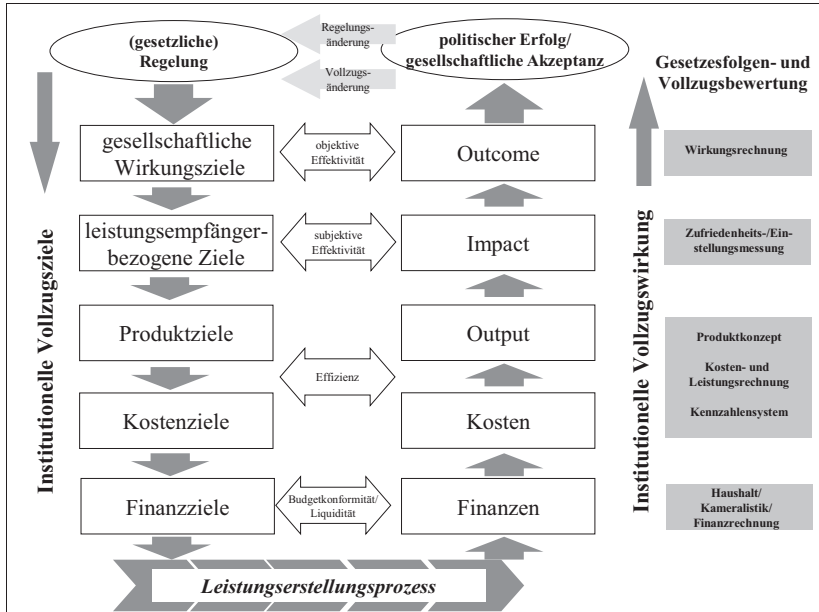 (gesetzliche)
Regelung
Regelungs-
änderung
Vollzugs-
änderung
politischer Erfolg/
gesellschaftliche Akzeptanz
Gesetzesfolgen- und
Vollzugsbewertung
Institutionelle Vollzugsziele
gesellschaftliche
Wirkungsziele
objektive
Effektivität
Outcome
Wirkungsrechnung
leistungsempfänger-
bezogene Ziele
subjektive
Effektivität
Impact
Zufriedenheits-/Ein-
stellungsmessung
Institutionelle Vollzugswirkung
Produktziele
Output
Produktkonzept
Effizienz
Kosten- und
Leistungsrechnung
Kostenziele
Kosten
Kennzahlensystem
Finanzziele
Budgetkonformität/
Liquidität
Finanzen
Haushalt/
Kameralistik/
Finanzrechnung
Leistungserstellungsprozess